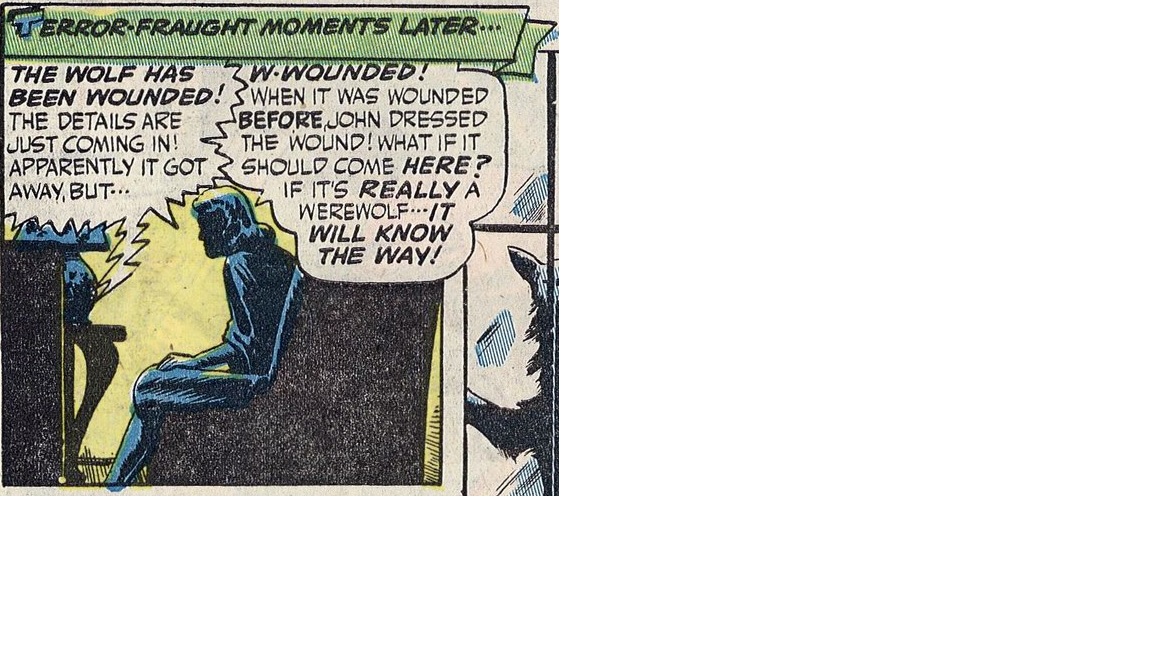 TERROR-FRAUGHT MOMENTS LATER...
THE WOLF HAS
BEEN WOUNDED!
THE DETAILS ARE
JUST COMING IN!
APPARENTLY IT GOT
AWAY, BUT...
W-WOUNDED!
WHEN IT WAS WOUNDED
BEFORE, JOHN DRESSED
THE WOUND! WHAT IF IT
SHOULD COME HERE?
IF IT'S REALLY A
WEREWOLF...IT
WILL KNOW
THE WAY!